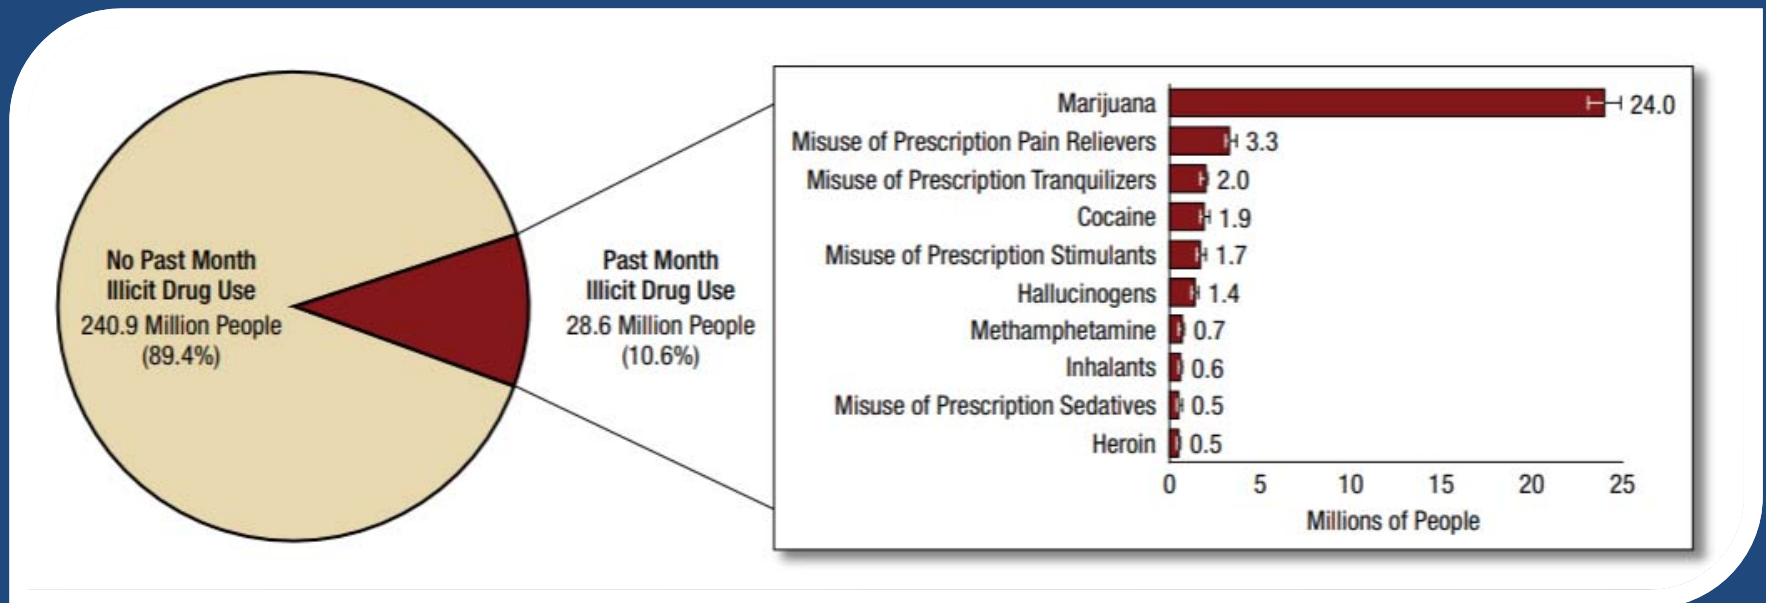 No Past Month
Illicit Drug Use
240.9 Million People
(89.4%)
Past Month
Illicit Drug Use
28.6 Million People
(10.6%)
Marijuana 24.0
Misuse of Prescription Pain Relievers 3.3
Misuse of Prescription Tranquilizers 2.0
Cocaine 1.9
Misuse of Prescription Stimulants 1.7
Hallucinogens 1.4
Methamphetamine 0.7
Inhalants 0.6
Misuse of Prescription Sedatives 0.5
Heroin 0.5
0 5 10 15 20 25
Millions of People